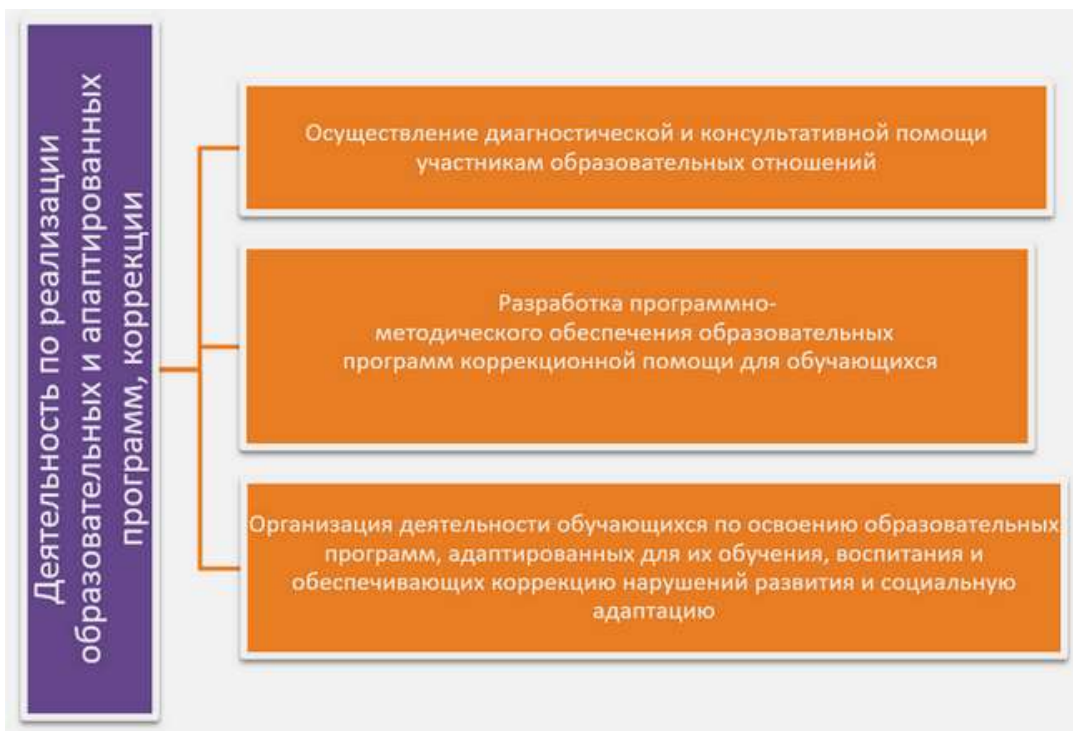 Деятельность по реализации
образовательных и апаптированных
программ, коррекции
Осуществление диагностической и консультативной помощи
участникам образовательных отношений
Разработка программно-
методического обеспечения образовательных
программ коррекционной помощи для обучающихся
Организация деятельности обучающихся по освоению образовательных
программ, адаптированных для их обучения, воспитания и
обеспечивающих коррекцию нарушений развития и социальную
адаптацию